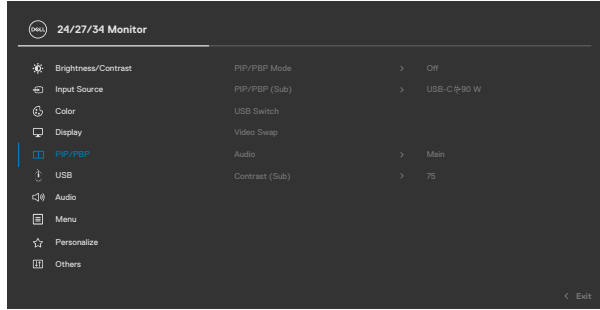 DELL 24/27/34 Monitor
Brightness/Contrast PIP/PBP Mode > Off
Input Source PIP/PBP (Sub) > USB-C 90 W
Color USB Switch
Display Video Swap
PIP/PBP Audio > Main
USB Contrast (Sub) > 75
Audio
Menu
Personalize
Others
< Exit